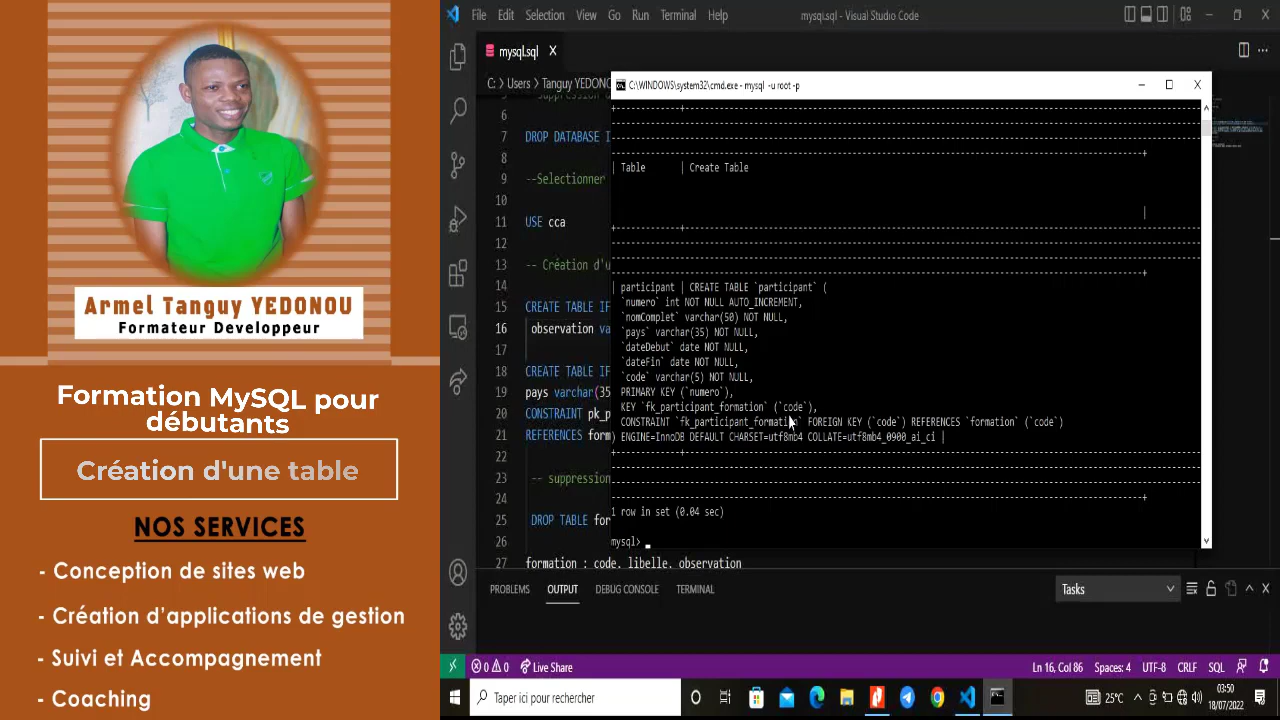 Armel Tanguy YEDONOU
Formateur Developpeur
Formation MySQL pour
débutants
Création d'une table
NOS SERVICES
- Conception de sites web
- Création d'applications de gestion
- Suivi et Accompagnement
- Coaching
File Edit Selection View Go Run Terminal Help
mysql.sql - Visual Studio Code
mysql.sql
C: > Users > Tanguy YEDONO
6
7 DROP DATABASE I
8
9 --Selectionner
10
11 USE cca
12
13 -- Création d'u
14
15 CREATE TABLE IF
16 observation va
17
18 CREATE TABLE IF
19 pays varchar(35
20 CONSTRAINT pk_p
21 REFERENCES form
22
23 -- suppression
24
25 DROP TABLE for
26
27 formation : code, libelle, observation
C:\WINDOWS\system32\cmd.exe - mysql -u root -p
| Table | Create Table
|
| participant | CREATE TABLE `participant` (
`numero` int NOT NULL AUTO_INCREMENT,
`nomComplet` varchar(50) NOT NULL,
`pays` varchar(35) NOT NULL,
`dateDebut` date NOT NULL,
`dateFin` date NOT NULL,
`code` varchar(5) NOT NULL,
PRIMARY KEY (`numero`),
KEY `fk_participant_formation` (`code`),
CONSTRAINT `fk_participant_formation` FOREIGN KEY (`code`) REFERENCES `formation` (`code`)
) ENGINE=InnoDB DEFAULT CHARSET=utf8mb4 COLLATE=utf8mb4_0900_ai_ci |
1 row in set (0.04 sec)
mysql>
PROBLEMS OUTPUT DEBUG CONSOLE TERMINAL
Tasks
0 0 Live Share
Ln 16, Col 86 Spaces: 4 UTF-8 CRLF SQL
Taper ici pour rechercher
25°C
03:50
18/07/2022